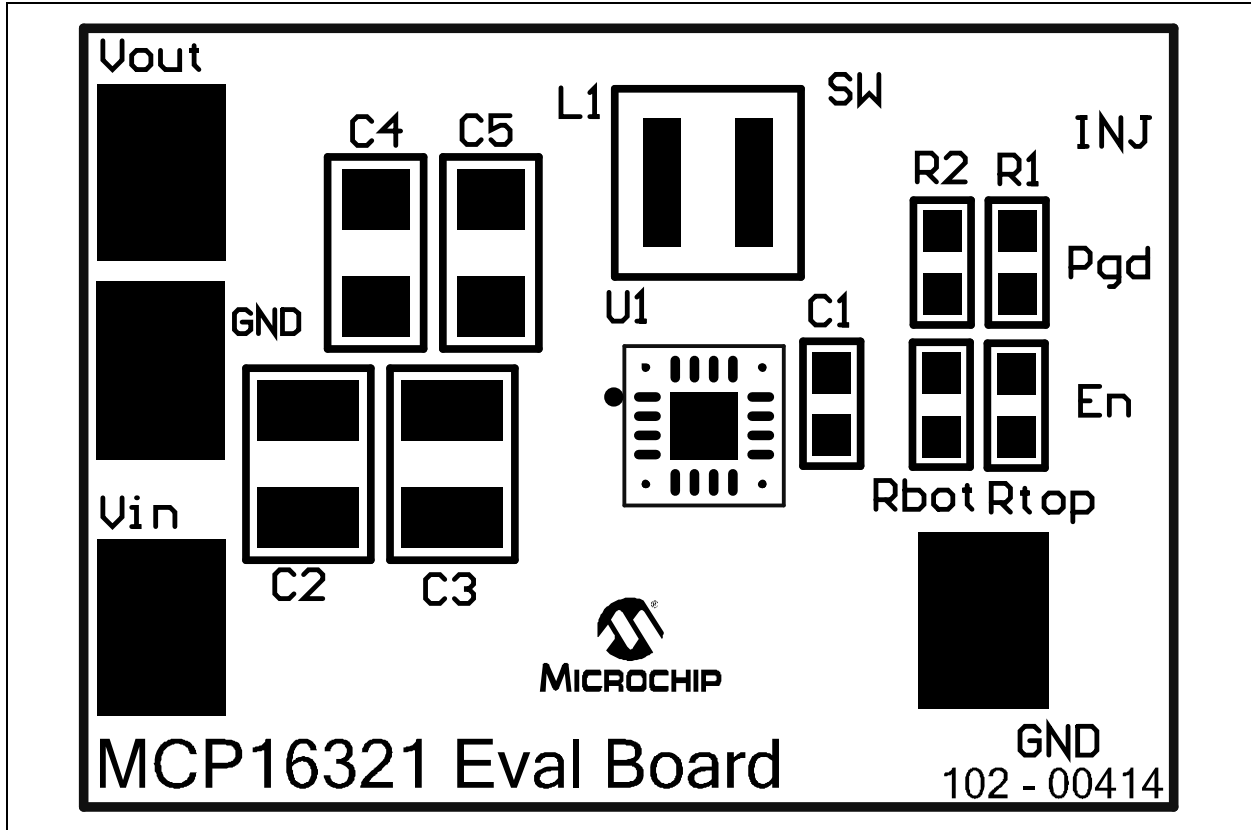 Vout
C4
C5
L1
SW
INJ
R2
R1
Pgd
GND
U1
C1
En
Vin
Rbot
Rtop
C2
C3
®
MICROCHIP
GND
MCP16321 Eval Board
102 - 00414